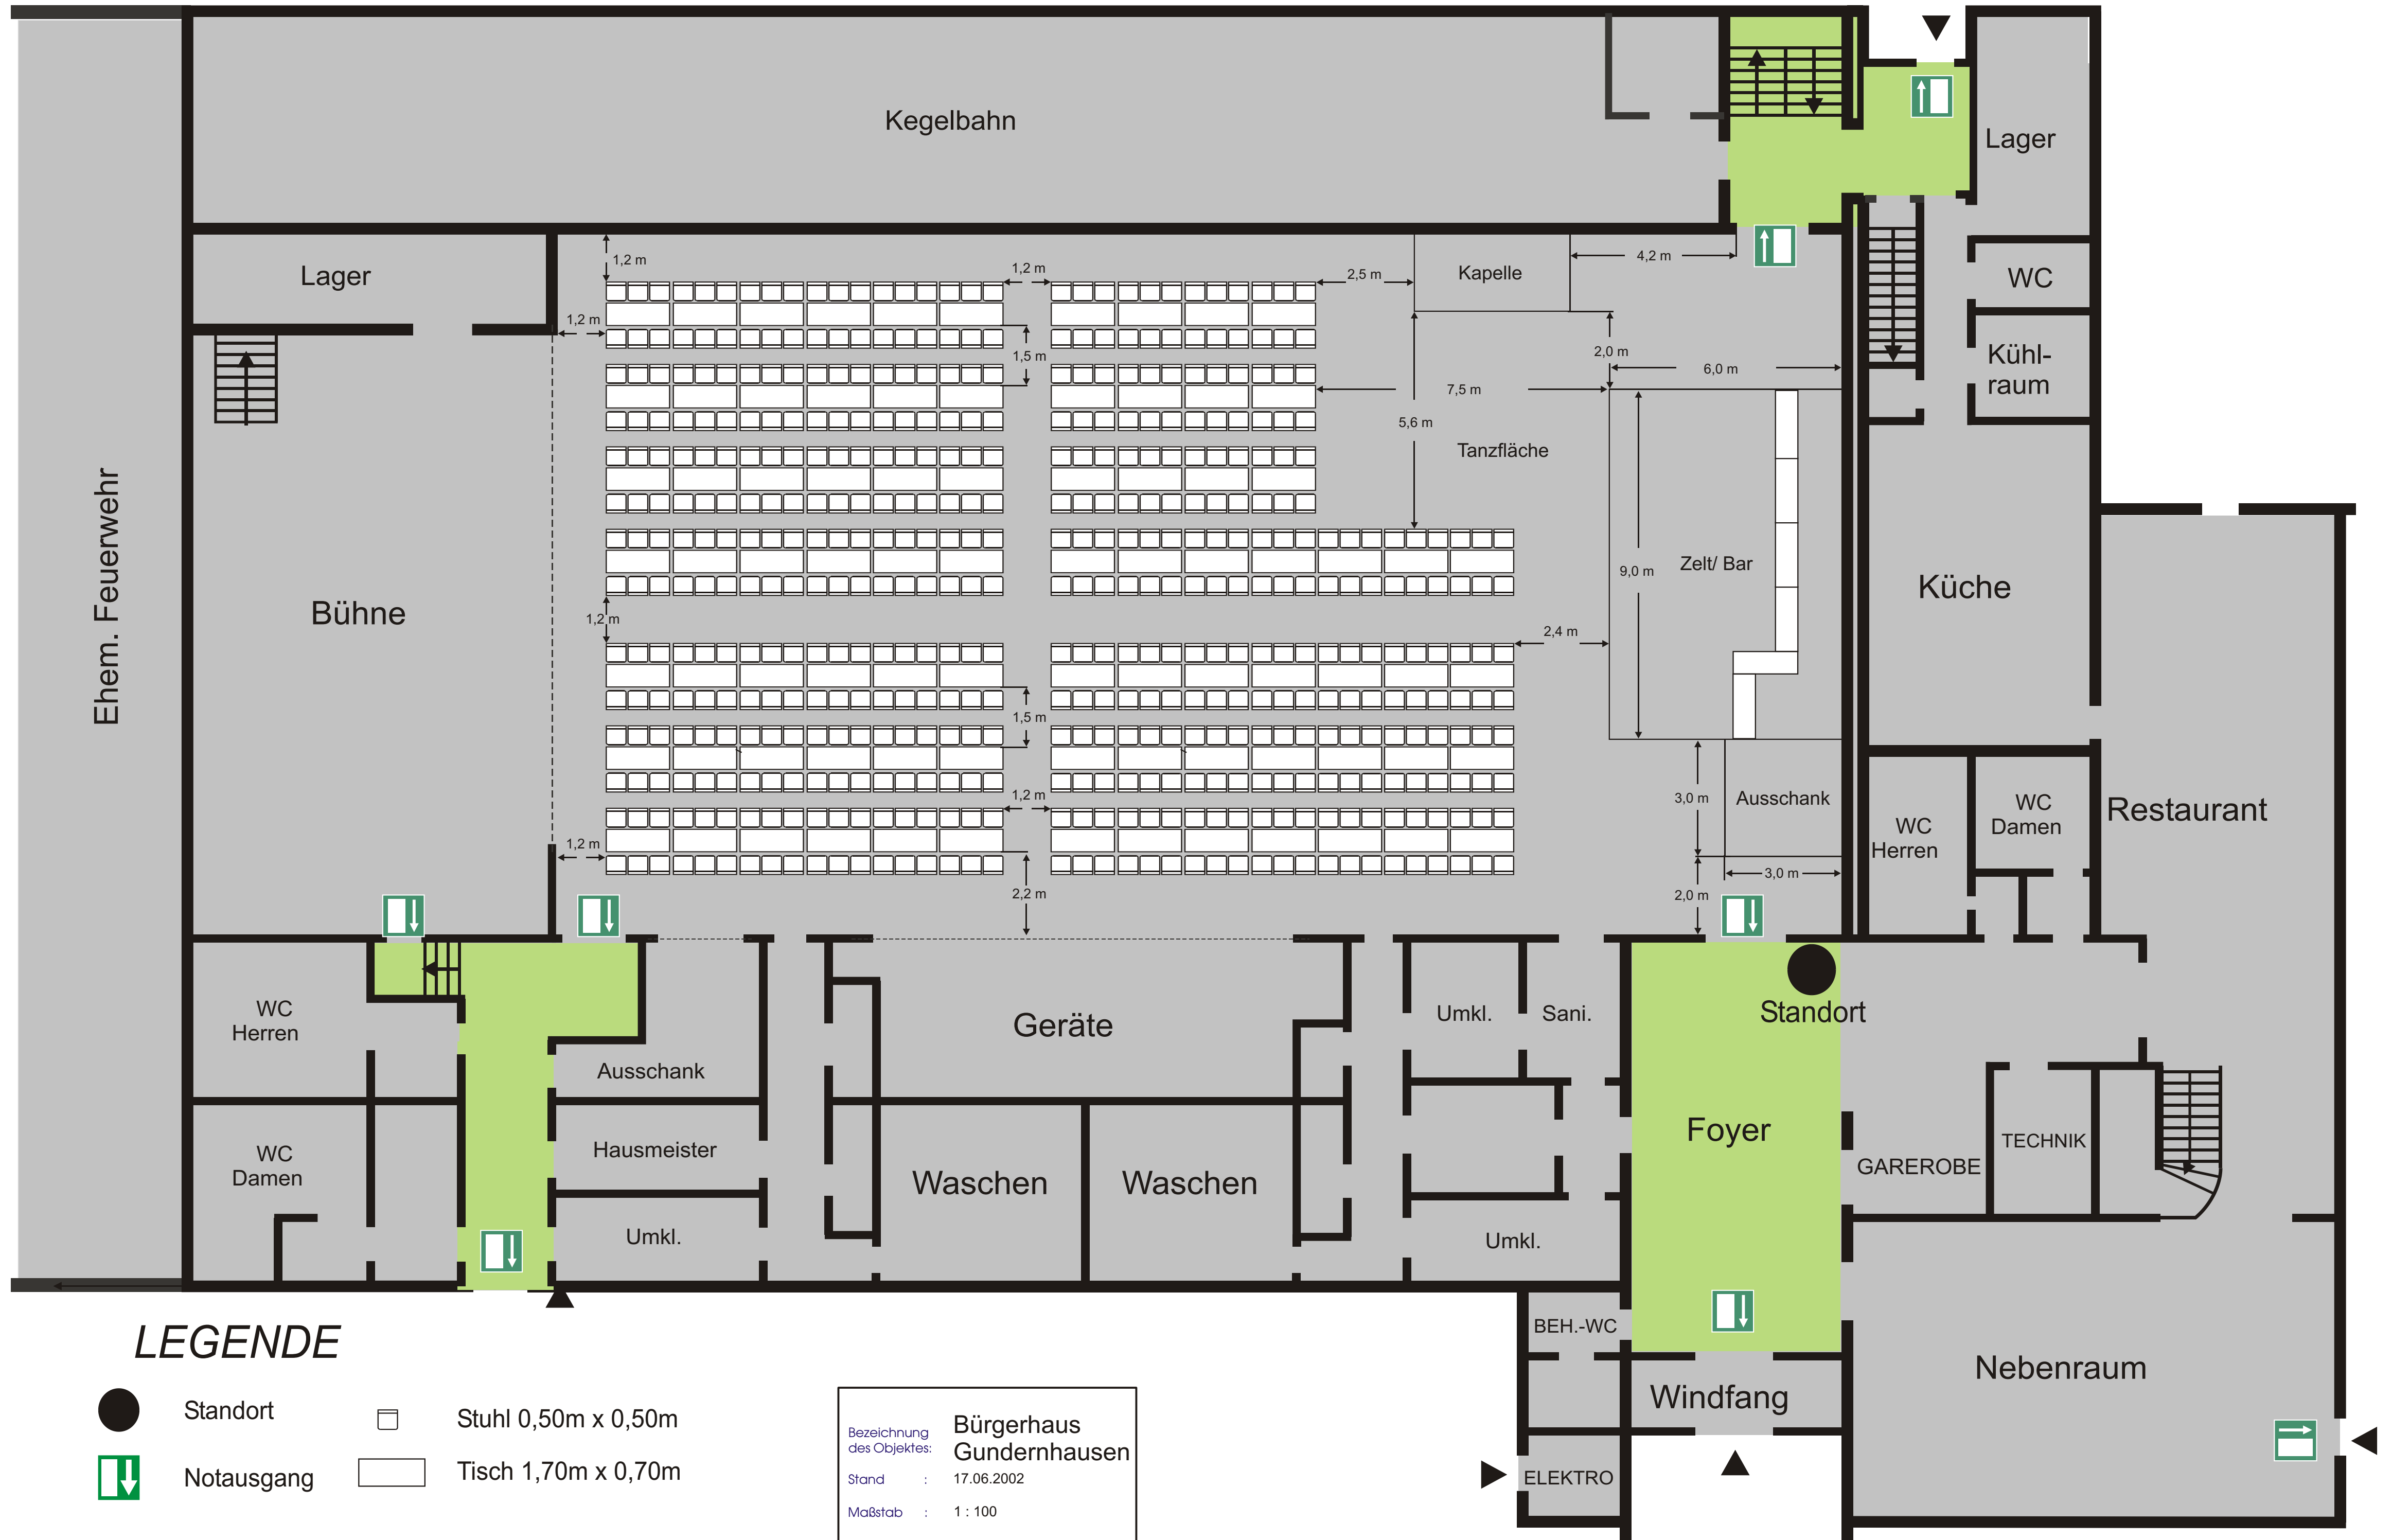 Kegelbahn
Lager
Lager
1,2 m
1,2 m
2,5 m
Kapelle
4,2 m
WC
1,2 m
1,5 m
2,0 m
6,0 m
Kühl-
raum
7,5 m
5,6 m
Tanzfläche
Ehem. Feuerwehr
Bühne
9,0 m
Zelt/ Bar
Küche
1,2 m
2,4 m
1,5 m
1,2 m
3,0 m
Ausschank
WC
Herren
WC
Damen
Restaurant
1,2 m
2,2 m
3,0 m
2,0 m
WC
Herren
Geräte
Umkl.
Sani.
Standort
Ausschank
Foyer
Hausmeister
WC
Damen
Waschen
Waschen
GAREROBE
TECHNIK
Umkl.
Umkl.
BEH.-WC
Nebenraum
Windfang
ELEKTRO
LEGENDE
Standort
Stuhl 0,50m x 0,50m
Notausgang
Tisch 1,70m x 0,70m
Bezeichnung
des Objektes:
Bürgerhaus
Gundernhausen
Stand : 17.06.2002
Maßstab : 1 : 100